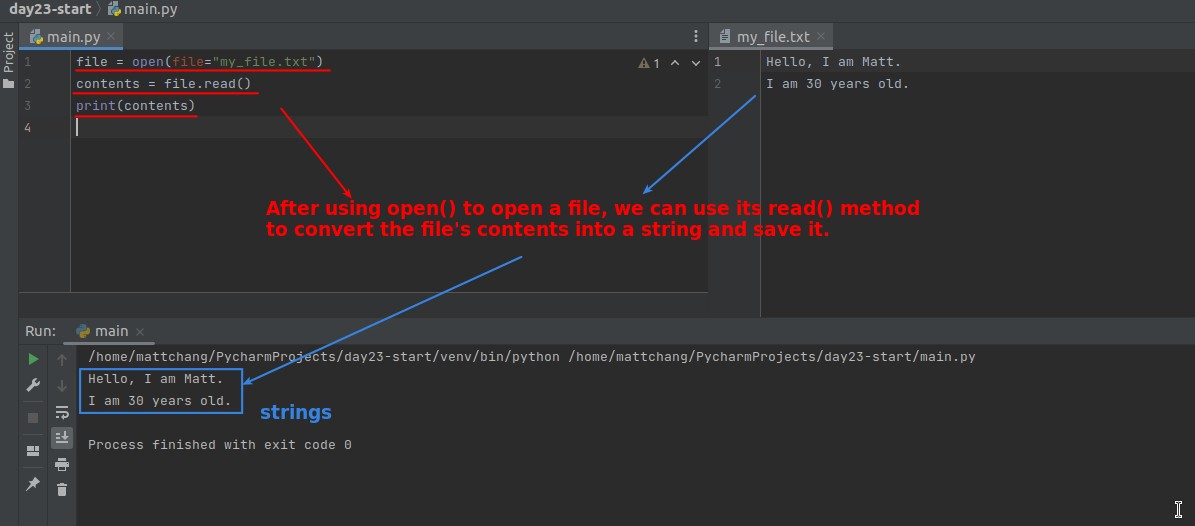 day23-start
main.py
Project
main.py
my_file.txt
1 file = open(file="my_file.txt")
1
2 contents = file.read()
3 print(contents)
4
1 Hello, I am Matt.
2 I am 30 years old.
After using open() to open a file, we can use its read() method
to convert the file's contents into a string and save it.
Run:
main
/home/mattchang/PycharmProjects/day23-start/venv/bin/python /home/mattchang/PycharmProjects/day23-start/main.py
Hello, I am Matt.
I am 30 years old.
strings
Process finished with exit code 0